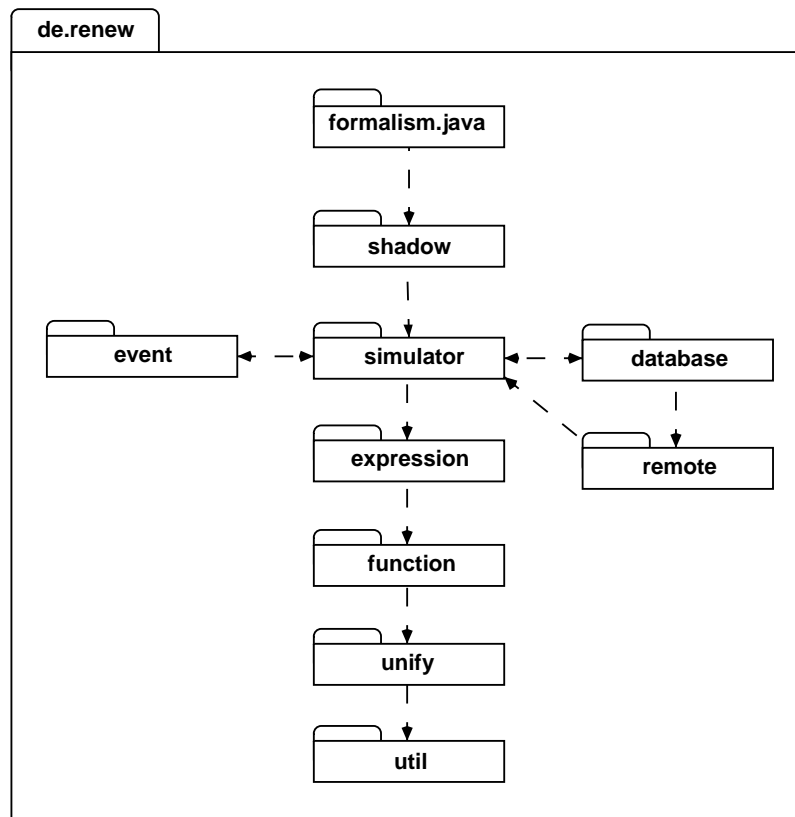 de.renew
formalism.java
shadow
event
simulator
database
expression
remote
function
unify
util